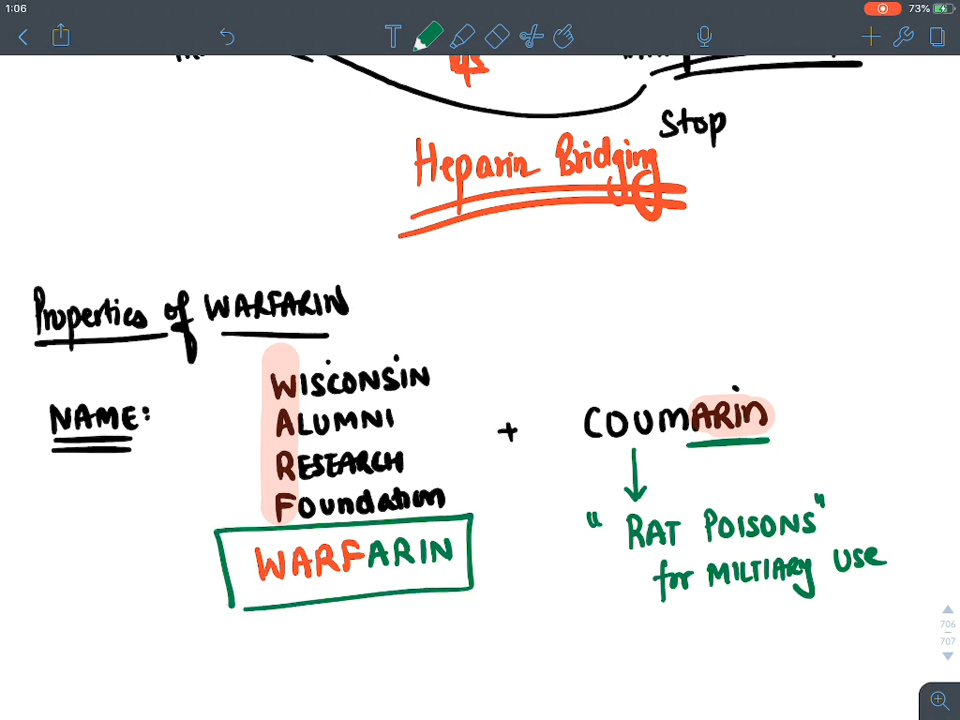 1:06
73%
T
Stop
Heparin Bridging
Properties of WARFARIN
NAME:
WISCONSIN
ALUMNI
RESEARCH
Foundation
+
COUMARIN
WARFARIN
" RAT POISONS "
for MILTIARY USE
706
707